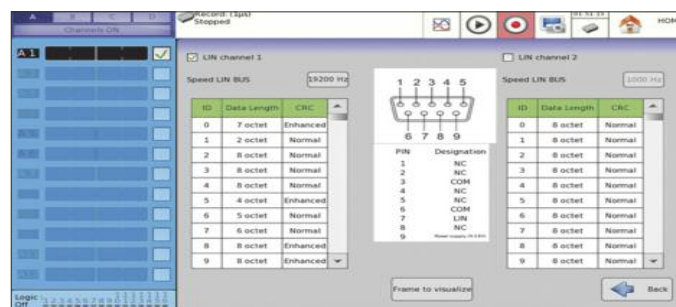 A B C D
Channels ON
Record: (1µs)
Stopped
HOM
A 1
LIN channel 1
Speed LIN BUS 19200 Hz
ID Data Length CRC
0 7 octet Enhanced
1 2 octet Normal
2 8 octet Normal
3 8 octet Normal
4 8 octet Normal
5 4 octet Enhanced
6 5 octet Normal
7 6 octet Normal
8 8 octet Enhanced
9 8 octet Enhanced
1 2 3 4 5
6 7 8 9
PIN Designation
1 NC
2 NC
3 COM
4 NC
5 NC
6 COM
7 LIN
8 NC
9
Frame to visualize
LIN channel 2
Speed LIN BUS 1000 Hz
ID Data Length CRC
0 8 octet Normal
1 8 octet Normal
2 8 octet Normal
3 8 octet Normal
4 8 octet Normal
5 8 octet Normal
6 8 octet Normal
7 8 octet Normal
8 8 octet Normal
9 8 octet Normal
Back
Logic
Off